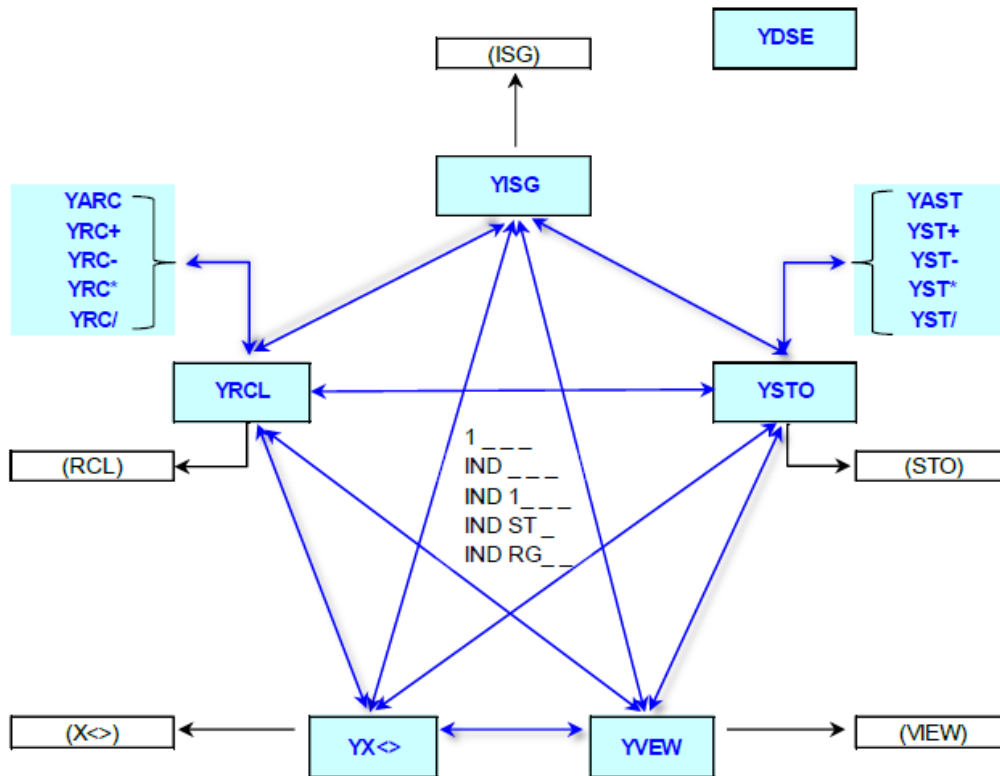 YDSE
(ISG)
YISG
YARC
YRC+
YRC-
YRC*
YRC/
YAST
YST+
YST-
YST*
YST/
YRCL
YSTO
1 _ _ _
IND_ _ _
IND 1_ _ _
IND ST _
IND RG_ _
(RCL)
(STO)
(X<>)
YX<>
YVEW
(VIEW)